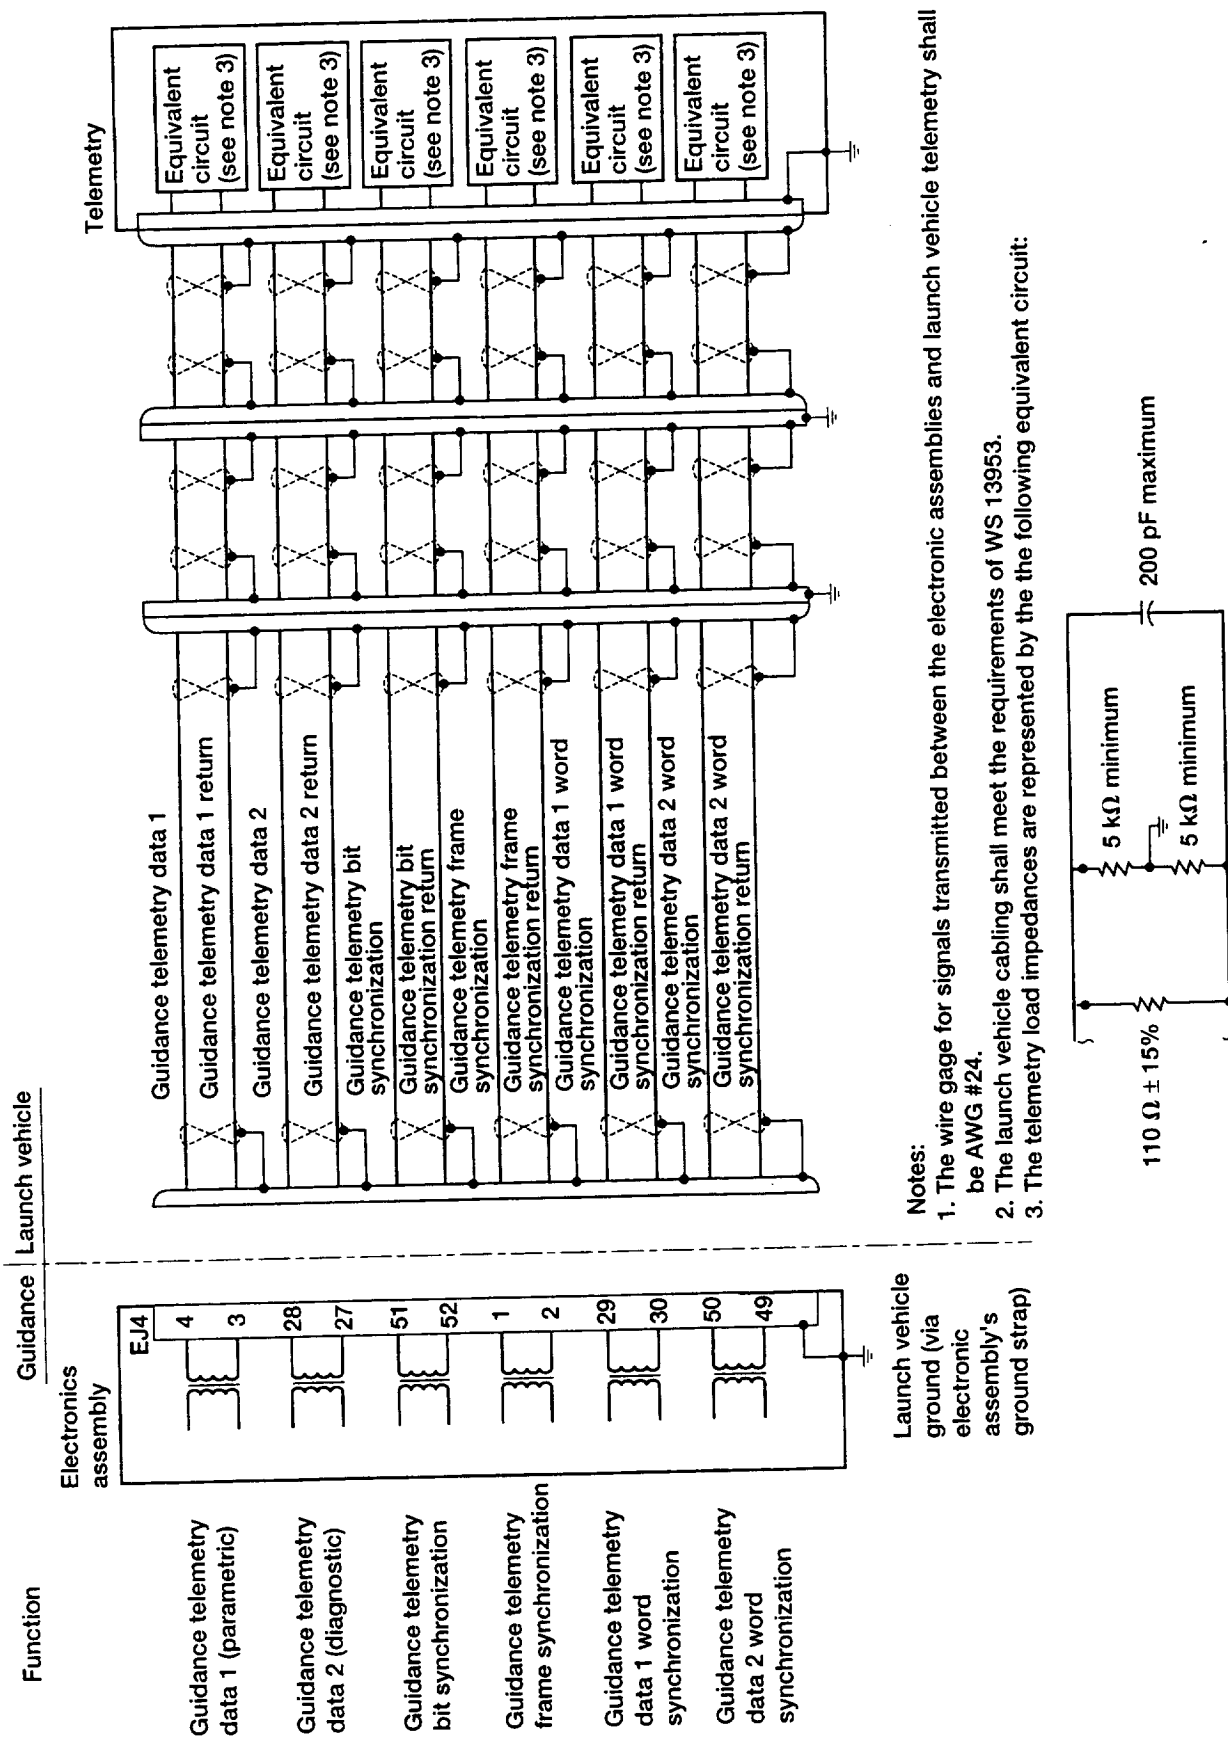 Function
Guidance
Launch vehicle
Electronics
assembly
Telemetry
EJ4
Guidance telemetry
data 1 (parametric)
4
3
Guidance telemetry data 1
Guidance telemetry data 1 return
Equivalent
circuit
(see note 3)
Guidance telemetry
data 2 (diagnostic)
28
27
Guidance telemetry data 2
Guidance telemetry data 2 return
Equivalent
circuit
(see note 3)
Guidance telemetry
bit synchronization
51
52
Guidance telemetry bit
synchronization
Guidance telemetry bit
synchronization return
Equivalent
circuit
(see note 3)
Guidance telemetry
frame synchronization
1
2
Guidance telemetry frame
synchronization
Guidance telemetry frame
synchronization return
Equivalent
circuit
(see note 3)
Guidance telemetry
data 1 word
synchronization
29
30
Guidance telemetry data 1 word
synchronization
Guidance telemetry data 1 word
synchronization return
Equivalent
circuit
(see note 3)
Guidance telemetry
data 2 word
synchronization
50
49
Guidance telemetry data 2 word
synchronization
Guidance telemetry data 2 word
synchronization return
Equivalent
circuit
(see note 3)
Launch vehicle
ground (via
electronic
assembly's
ground strap)
Notes:
1. The wire gage for signals transmitted between the electronic assemblies and launch vehicle telemetry shall
be AWG #24.
2. The launch vehicle cabling shall meet the requirements of WS 13953.
3. The telemetry load impedances are represented by the the following equivalent circuit:
110 Ω ± 15%
5 kΩ minimum
5 kΩ minimum
200 pF maximum